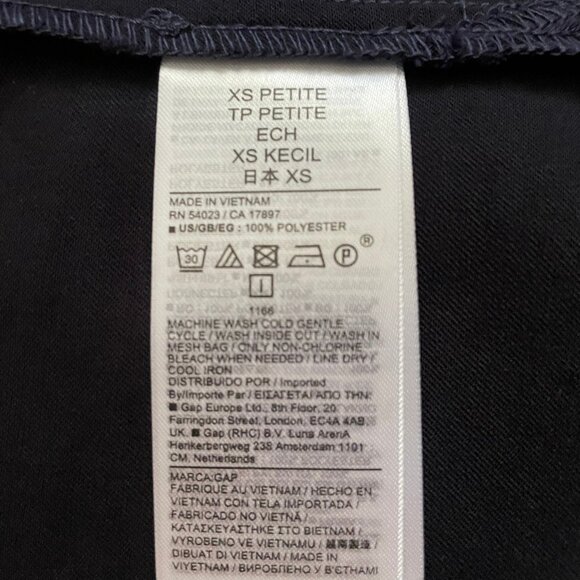 XS PETITE
TP PETITE
ECH
XS KECIL
日本 XS
MADE IN VIETNAM
RN 54023 / CA 17897
■ US/GB/EG : 100% POLYESTER
30 P ®
1166
MACHINE WASH COLD GENTLE
CYCLE / WASH INSIDE OUT / WASH IN
MESH BAG / ONLY NON-CHLORINE
BLEACH WHEN NEEDED / LINE DRY /
COOL IRON
DISTRIBUIDO POR / Imported
By/Importe Par / ΕΙΣΑΓΕΤΑΙ ΑΠΟ ΤΗΝ:
■ Gap Europe Ltd., 8th Floor, 20
Farringdon Street, London, EC4A 4AB,
UK. ■ Gap (RHC) B.V. Luna ArenA
Herikerbergweg 238 Amsterdam 1101
CM, Netherlands
MARCA:GAP
FABRIQUE AU VIETNAM / HECHO EN
VIETNAM CON TELA IMPORTADA /
FABRICADO NO VIETNÃ /
ΚΑΤΑΣΚΕΥΑΣΤΗΚΕ ΣΤΟ ΒΙΕΤΝΑΜ /
VYROBENO VE VIETNAMU / 越南製造 /
DIBUAT DI VIETNAM / MADE IN
VIYETNAM / ВИРОБЛЕНО У В'ЄТНАМІ